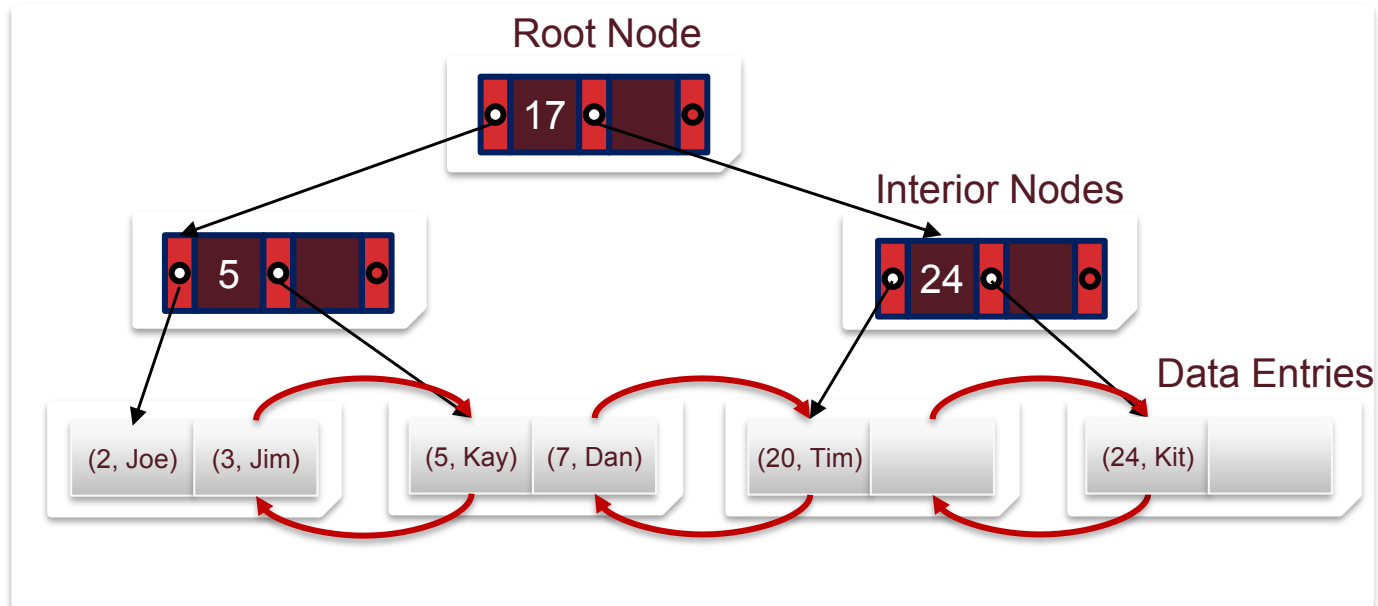 Root Node
17
Interior Nodes
5
24
Data Entries
(2, Joe) (3, Jim) (5, Kay) (7, Dan) (20, Tim) (24, Kit)